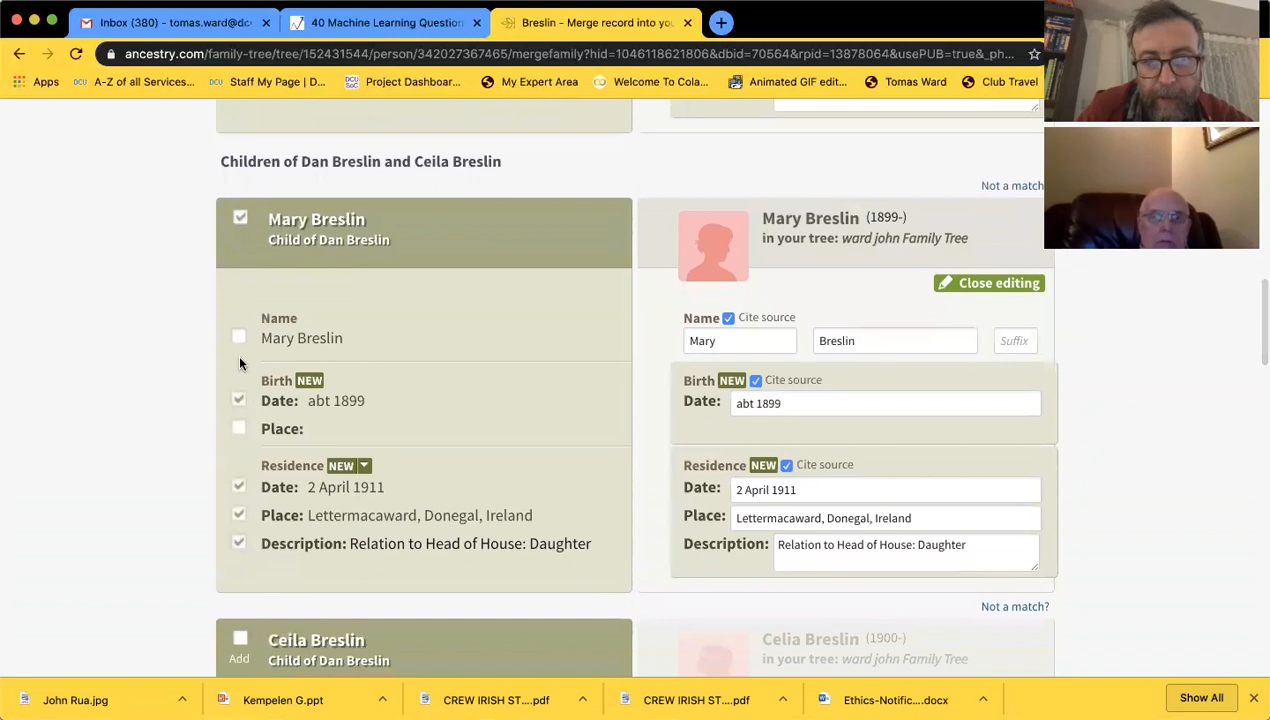 Inbox (380) - tomas.ward@dc
40 Machine Learning Question
Breslin - Merge record into yo
ancestry.com/family-tree/tree/152431544/person/342027367465/mergefamily?hid=1046118621806&dbid=70564&rpid=13878064&usePUB=true&_ph...
Apps
DCU A-Z of all Services...
DCU Staff My Page | D...
DCU SoC Project Dashboar...
My Expert Area
Welcome To Cola...
Animated GIF editi...
Tomas Ward
Club Travel
Children of Dan Breslin and Ceila Breslin
Not a match
Mary Breslin
Child of Dan Breslin
Mary Breslin (1899-)
in your tree: ward john Family Tree
Close editing
Name
Mary Breslin
Name Cite source
Mary Breslin Suffix
Birth NEW
Date: abt 1899
Place:
Birth NEW Cite source
Date: abt 1899
Residence NEW
Date: 2 April 1911
Place: Lettermacaward, Donegal, Ireland
Description: Relation to Head of House: Daughter
Residence NEW Cite source
Date: 2 April 1911
Place: Lettermacaward, Donegal, Ireland
Description: Relation to Head of House: Daughter
Not a match?
Add
Ceila Breslin
Child of Dan Breslin
Celia Breslin (1900-)
in your tree: ward john Family Tree
John Rua.jpg
Kempelen G.ppt
CREW IRISH ST....pdf
CREW IRISH ST....pdf
Ethics-Notific....docx
Show All